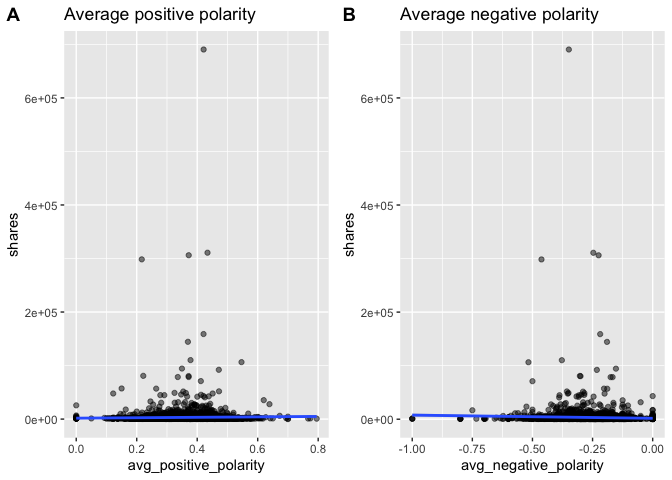 A Average positive polarity
6e+05
4e+05
2e+05
0e+00
shares
0.0 0.2 0.4 0.6 0.8
avg_positive_polarity
B Average negative polarity
6e+05
4e+05
2e+05
0e+00
shares
-1.00 -0.75 -0.50 -0.25 0.00
avg_negative_polarity